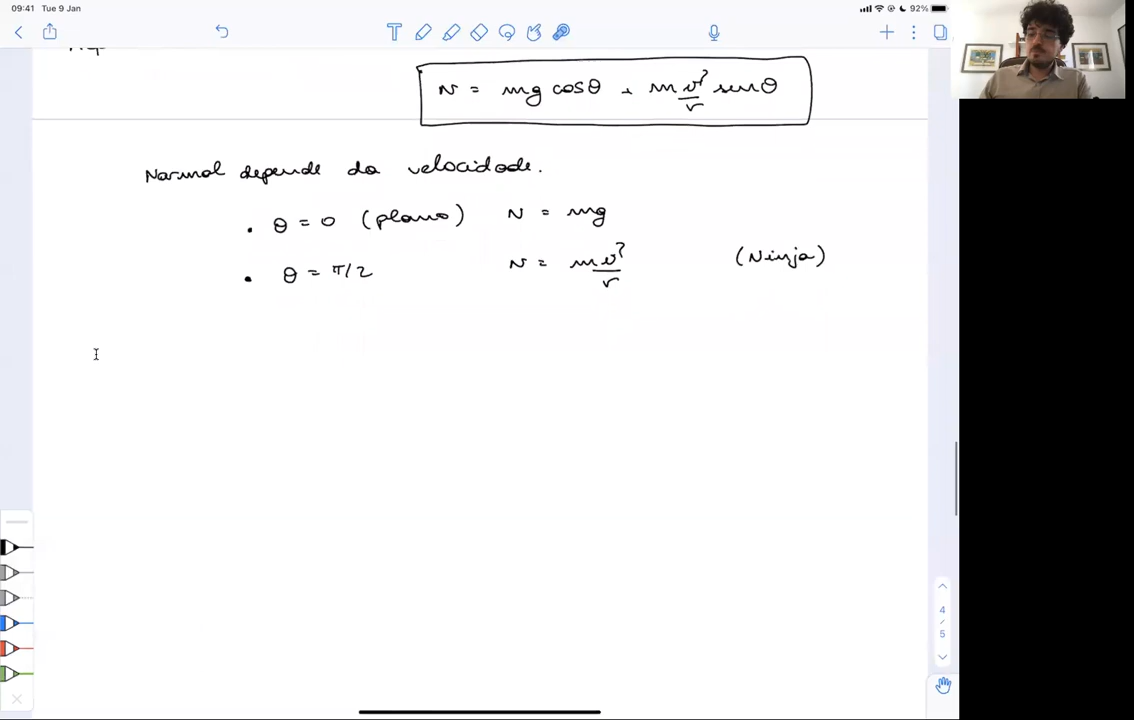 09:41 Tue 9 Jan 92%
N = mg cosθ + m v²/r senθ
Normal depende da velocidade.
• θ = 0 (plano) N = mg
• θ = π/2 N = m v²/r (Ninja)
4
/
5